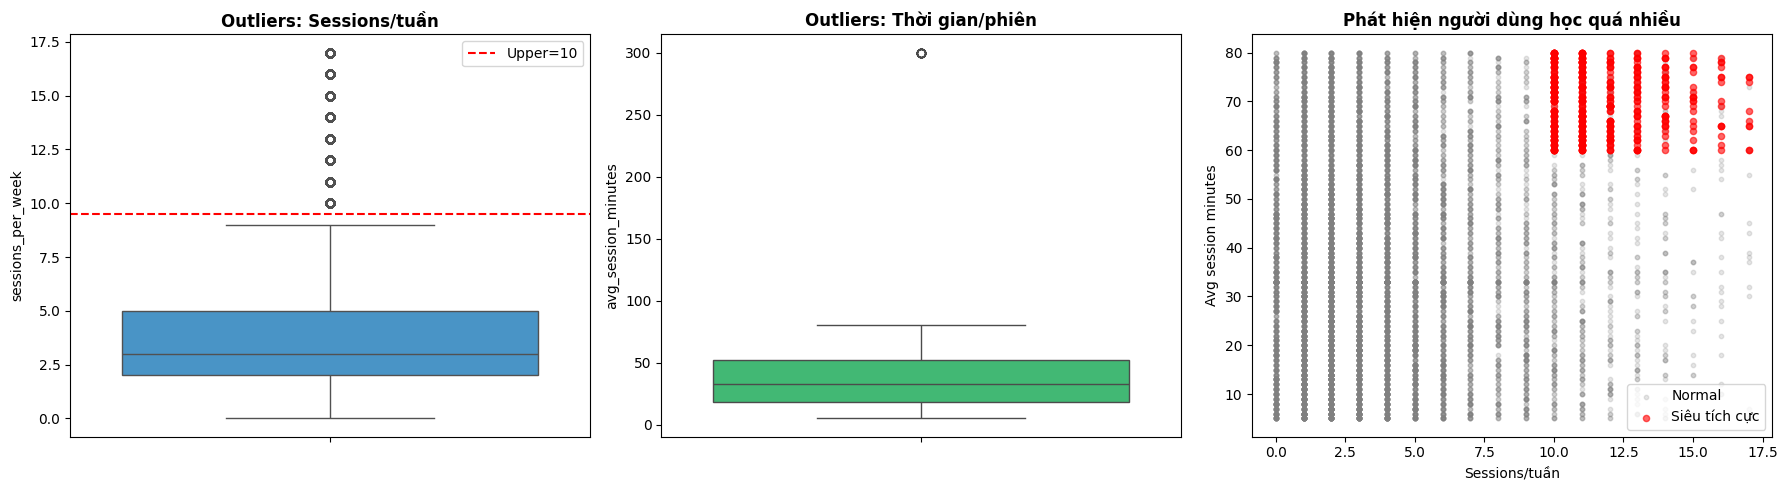 Outliers: Sessions/tuần
17.5
15.0
12.5
10.0
7.5
5.0
2.5
0.0
sessions_per_week
Upper=10
Outliers: Thời gian/phiên
300
250
200
150
100
50
0
avg_session_minutes
Phát hiện người dùng học quá nhiều
80
70
60
50
40
30
20
10
Avg session minutes
Normal
Siêu tích cực
0.0 2.5 5.0 7.5 10.0 12.5 15.0 17.5
Sessions/tuần